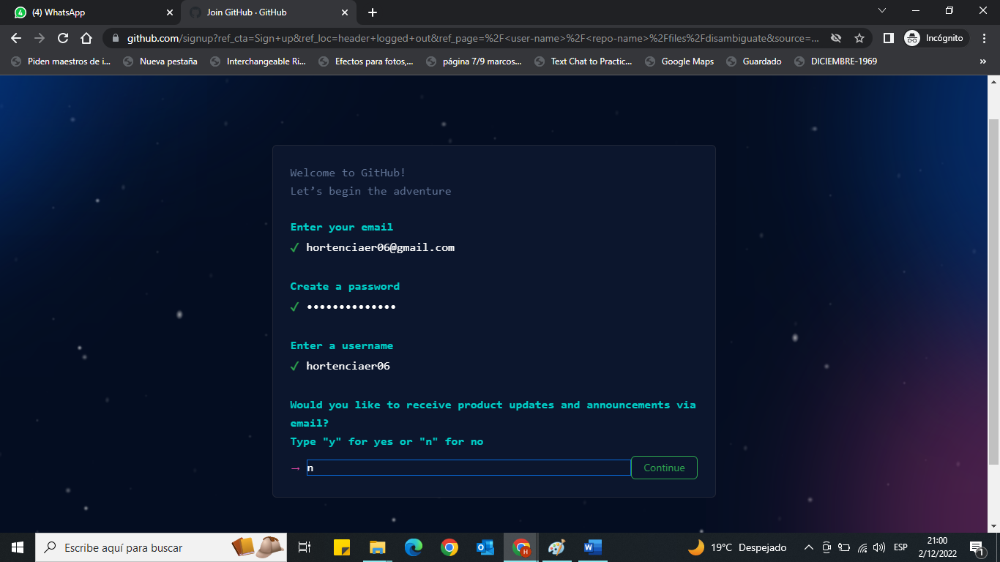 (4) WhatsApp
Join GitHub · GitHub
github.com/signup?ref_cta=Sign+up&ref_loc=header+logged+out&ref_page=%2F<user-name>%2F<repo-name>%2Ffiles%2Fdisambiguate&source=...
Incógnito
Piden maestros de i...
Nueva pestaña
Interchangeable Ri...
Efectos para fotos,...
página 7/9 marcos...
Text Chat to Practic...
Google Maps
Guardado
DICIEMBRE-1969
»
Welcome to GitHub!
Let's begin the adventure
Enter your email
✓ hortenciaer06@gmail.com
Create a password
✓ ••••••••••••••
Enter a username
✓ hortenciaer06
Would you like to receive product updates and announcements via
email?
Type "y" for yes or "n" for no
→ n
Continue
Escribe aquí para buscar
19°C Despejado
ESP
21:00
2/12/2022
1